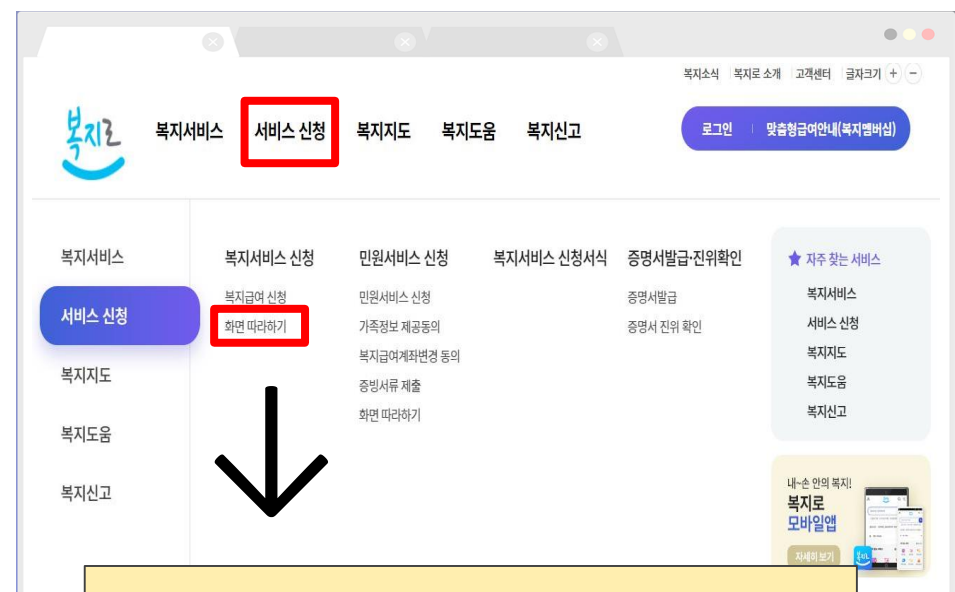 복지소식 복지로 소개 고객센터 글자크기 + -
복지로 복지서비스 서비스 신청 복지지도 복지도움 복지신고 로그인 맞춤형급여안내(복지멤버십)
복지서비스
서비스 신청
복지지도
복지도움
복지신고
복지서비스 신청
복지급여 신청
화면 따라하기
민원서비스 신청
민원서비스 신청
가족정보 제공동의
복지급여계좌변경 동의
증빙서류 제출
화면 따라하기
복지서비스 신청서식
증명서발급·진위확인
증명서발급
증명서 진위 확인
자주 찾는 서비스
복지서비스
서비스 신청
복지지도
복지도움
복지신고
내~손 안의 복지!
복지로
모바일앱
자세히 보기